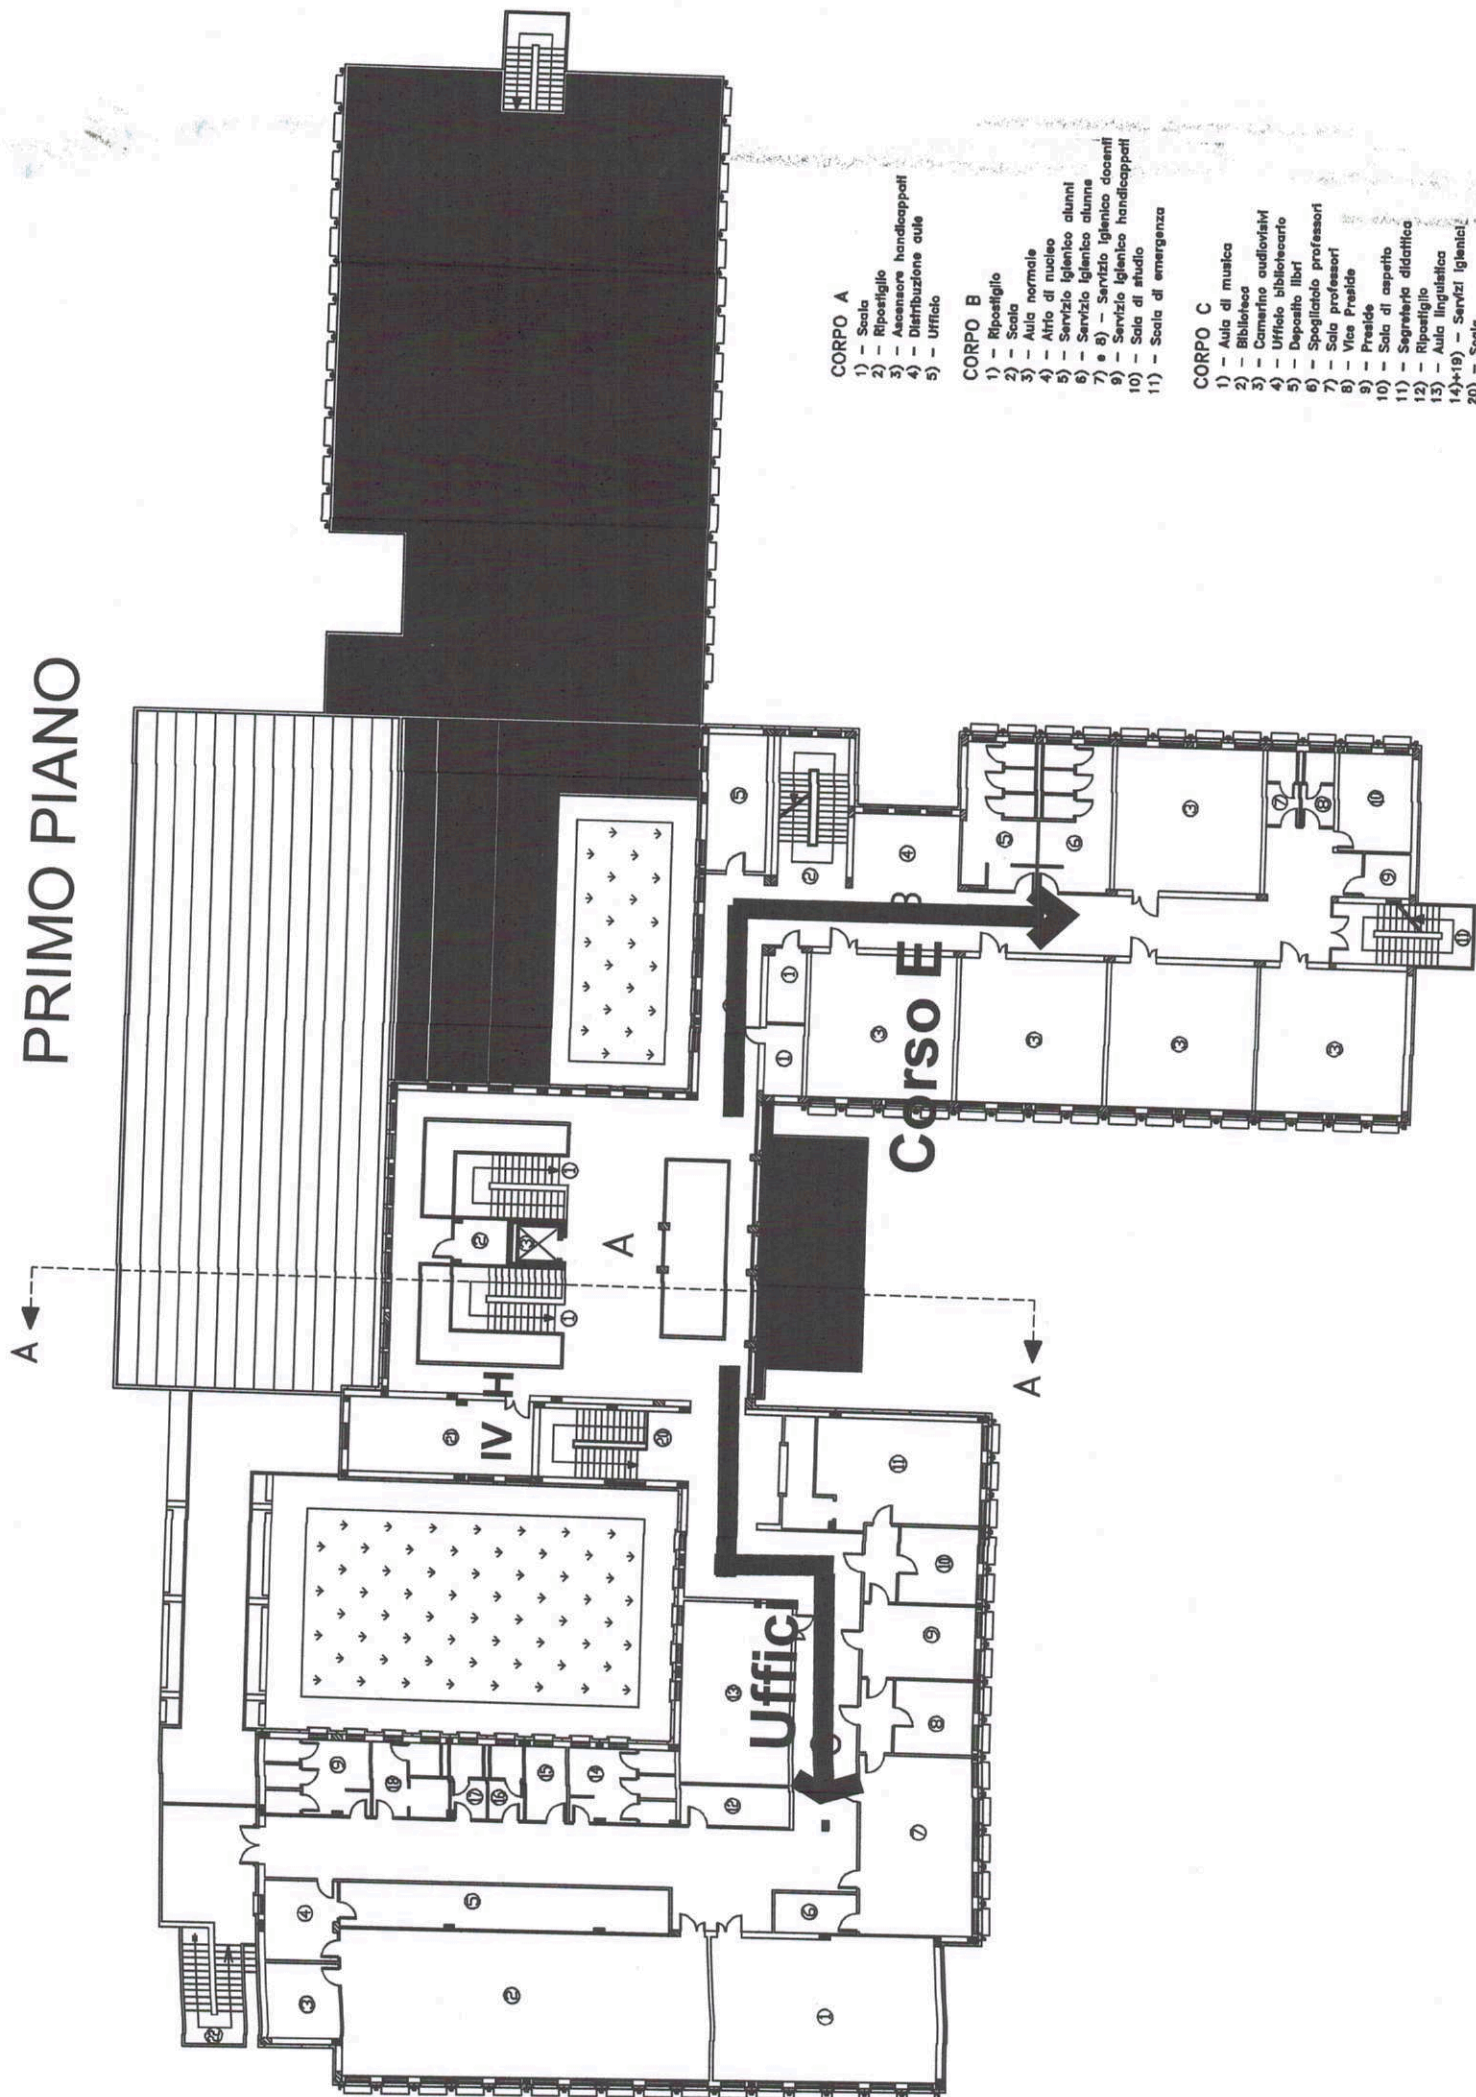 PRIMO PIANO
A
A
IV H
A
B
C
Uffici
Corso E
CORPO A
1) – Scala
2) – Ripostiglio
3) – Ascensore handicappati
4) – Distribuzione aule
5) – Ufficio
CORPO B
1) – Ripostiglio
2) – Scala
3) – Aula normale
4) – Atrio di nucleo
5) – Servizio igienico alunni
6) – Servizio igienico alunne
7) e 8) – Servizio igienico docenti
9) – Servizio igienico handicappati
10) – Sala di studio
11) – Scala di emergenza
CORPO C
1) – Aula di musica
2) – Biblioteca
3) – Camerino audiovisivi
4) – Ufficio bibliotecario
5) – Deposito libri
6) – Spogliatoio professori
7) – Sala professori
8) – Vice Preside
9) – Preside
10) – Sala di aspetto
11) – Segreteria didattica
12) – Ripostiglio
13) – Aula linguistica
14)+19) – Servizi igienici
20) – Scala